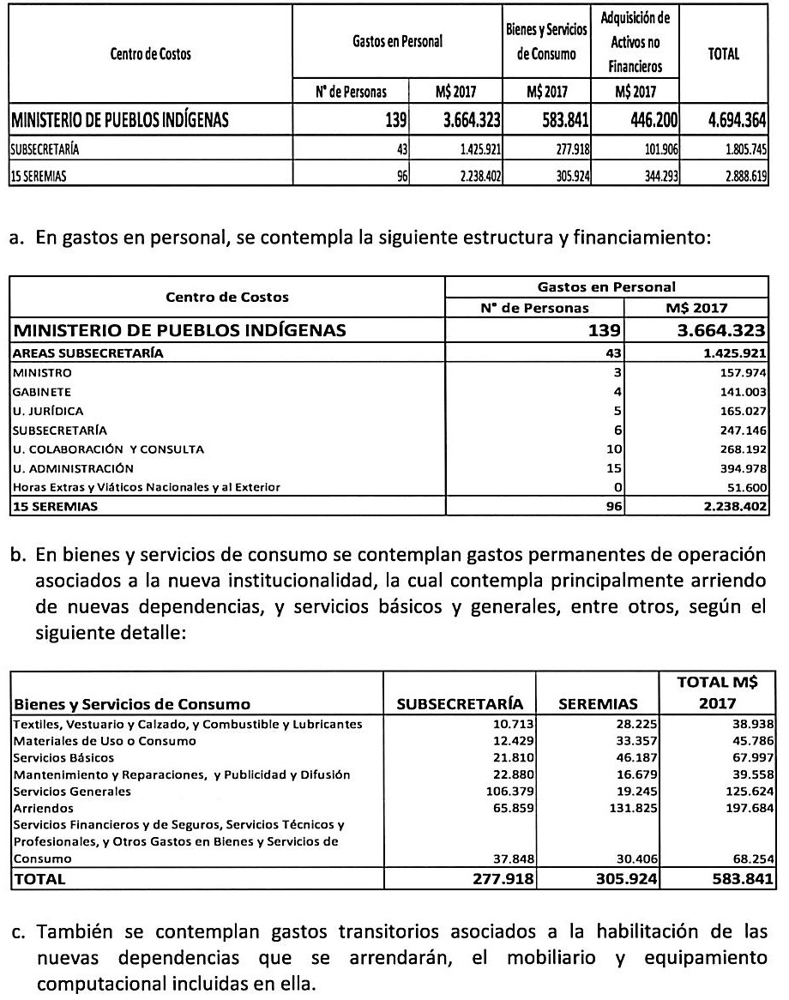 Centro de Costos | Gastos en Personal | Bienes y Servicios de Consumo | Adquisición de Activos no Financieros | TOTAL
N° de Personas | M$ 2017 | M$ 2017 | M$ 2017
MINISTERIO DE PUEBLOS INDÍGENAS | 139 | 3.664.323 | 583.841 | 446.200 | 4.694.364
SUBSECRETARÍA | 43 | 1.425.921 | 277.918 | 101.906 | 1.805.745
15 SEREMIAS | 96 | 2.238.402 | 305.924 | 344.293 | 2.888.619
a. En gastos en personal, se contempla la siguiente estructura y financiamiento:
Centro de Costos | Gastos en Personal
N° de Personas | M$ 2017
MINISTERIO DE PUEBLOS INDÍGENAS | 139 | 3.664.323
AREAS SUBSECRETARÍA | 43 | 1.425.921
MINISTRO | 3 | 157.974
GABINETE | 4 | 141.003
U. JURÍDICA | 5 | 165.027
SUBSECRETARÍA | 6 | 247.146
U. COLABORACIÓN Y CONSULTA | 10 | 268.192
U. ADMINISTRACIÓN | 15 | 394.978
Horas Extras y Viáticos Nacionales y al Exterior | 0 | 51.600
15 SEREMIAS | 96 | 2.238.402
b. En bienes y servicios de consumo se contemplan gastos permanentes de operación
asociados a la nueva institucionalidad, la cual contempla principalmente arriendo
de nuevas dependencias, y servicios básicos y generales, entre otros, según el
siguiente detalle:
Bienes y Servicios de Consumo | SUBSECRETARÍA | SEREMIAS | TOTAL M$ 2017
Textiles, Vestuario y Calzado, y Combustible y Lubricantes | 10.713 | 28.225 | 38.938
Materiales de Uso o Consumo | 12.429 | 33.357 | 45.786
Servicios Básicos | 21.810 | 46.187 | 67.997
Mantenimiento y Reparaciones, y Publicidad y Difusión | 22.880 | 16.679 | 39.558
Servicios Generales | 106.379 | 19.245 | 125.624
Arriendos | 65.859 | 131.825 | 197.684
Servicios Financieros y de Seguros, Servicios Técnicos y
Profesionales, y Otros Gastos en Bienes y Servicios de
Consumo | 37.848 | 30.406 | 68.254
TOTAL | 277.918 | 305.924 | 583.841
c. También se contemplan gastos transitorios asociados a la habilitación de las
nuevas dependencias que se arrendarán, el mobiliario y equipamiento
computacional incluidas en ella.